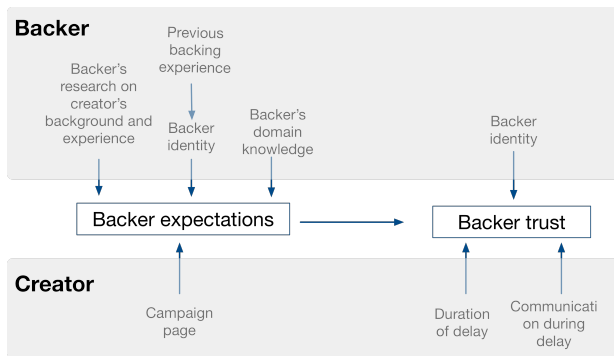 Backer
Backer's
research on
creator's
background and
experience
Previous
backing
experience
Backer
identity
Backer's
domain
knowledge
Backer
identity
Backer expectations
Backer trust
Creator
Campaign
page
Duration
of delay
Communicati
on during
delay